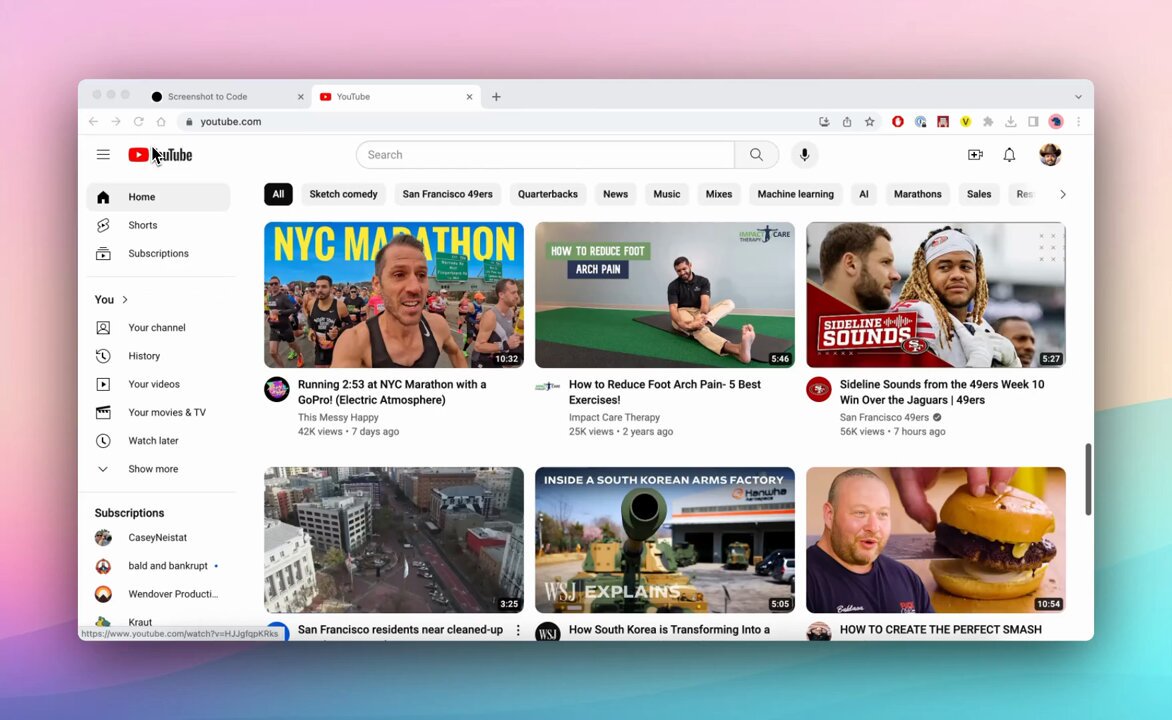 Screenshot to Code
YouTube
youtube.com
YouTube
Search
Home
Shorts
Subscriptions
You
Your channel
History
Your videos
Your movies & TV
Watch later
Show more
Subscriptions
CaseyNeistat
bald and bankrupt
Wendover Producti...
Kraut
https://www.youtube.com/watch?v=HJJgfqpKRks
All
Sketch comedy
San Francisco 49ers
Quarterbacks
News
Music
Mixes
Machine learning
AI
Marathons
Sales
NYC MARATHON
10:32
Running 2:53 at NYC Marathon with a
GoPro! (Electric Atmosphere)
This Messy Happy
42K views • 7 days ago
IMPACT CARE
THERAPY
HOW TO REDUCE FOOT
ARCH PAIN
5:46
How to Reduce Foot Arch Pain- 5 Best
Exercises!
Impact Care Therapy
25K views • 2 years ago
SIDELINE
SOUNDS
5:27
Sideline Sounds from the 49ers Week 10
Win Over the Jaguars | 49ers
San Francisco 49ers
56K views • 7 hours ago
3:25
San Francisco residents near cleaned-up
INSIDE A SOUTH KOREAN ARMS FACTORY
Hanwha
Aerospace
WSJ EXPLAINS
5:05
WSJ
How South Korea is Transforming Into a
10:54
HOW TO CREATE THE PERFECT SMASH